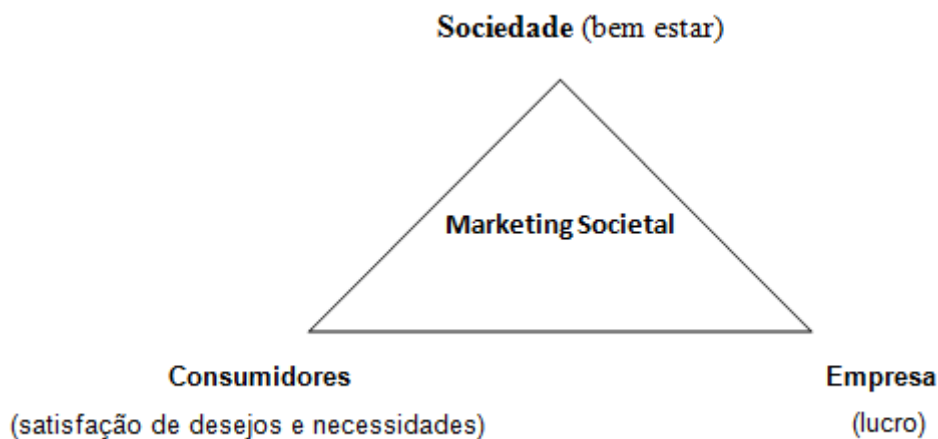 Sociedade (bem estar)
Marketing Societal
Consumidores
(satisfação de desejos e necessidades)
Empresa
(lucro)